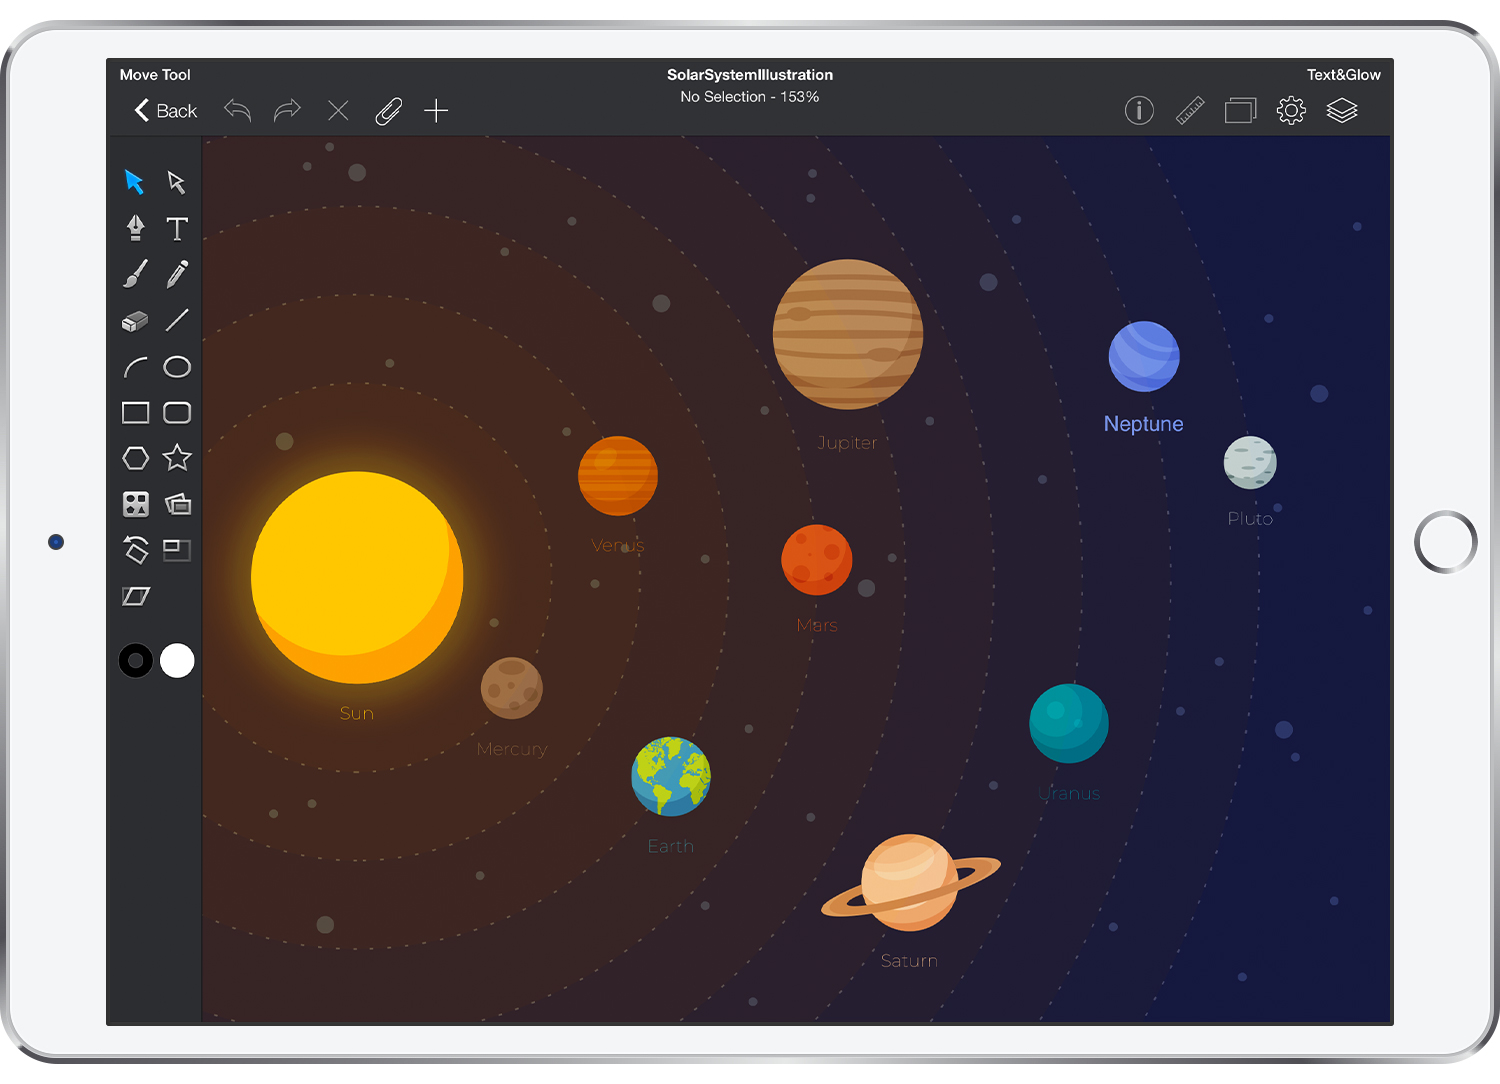 Move Tool
SolarSystemIllustration
Text&Glow
Back
No Selection - 153%
T
i
Jupiter
Neptune
Pluto
Venus
Mars
Sun
Mercury
Uranus
Earth
Saturn